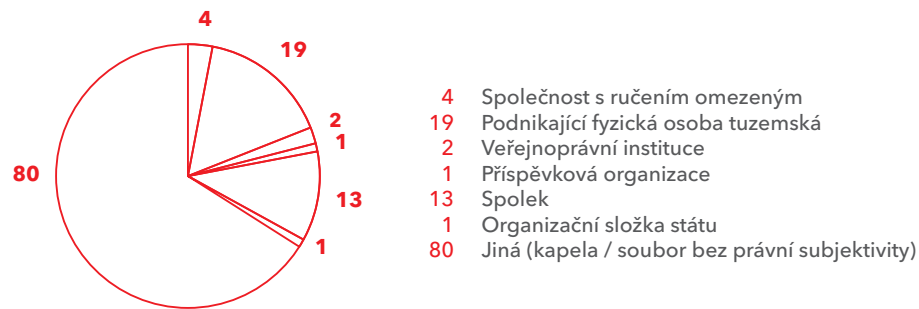 4
19
2
1
80
13
1
4 Společnost s ručením omezeným
19 Podnikající fyzická osoba tuzemská
2 Veřejnoprávní instituce
1 Příspěvková organizace
13 Spolek
1 Organizační složka státu
80 Jiná (kapela / soubor bez právní subjektivity)